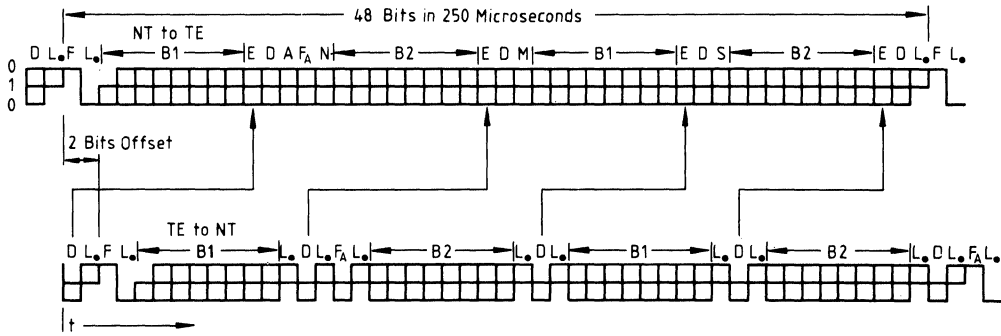 48 Bits in 250 Microseconds
NT to TE
D L. F L. B1 E D A FA N B2 E D M B1 E D S B2 E D L. F L.
0
1
0
2 Bits Offset
TE to NT
D L. F L. B1 L. D L. FA L. B2 L. D L. B1 L. D L. B2 L. D L. FA L.
t